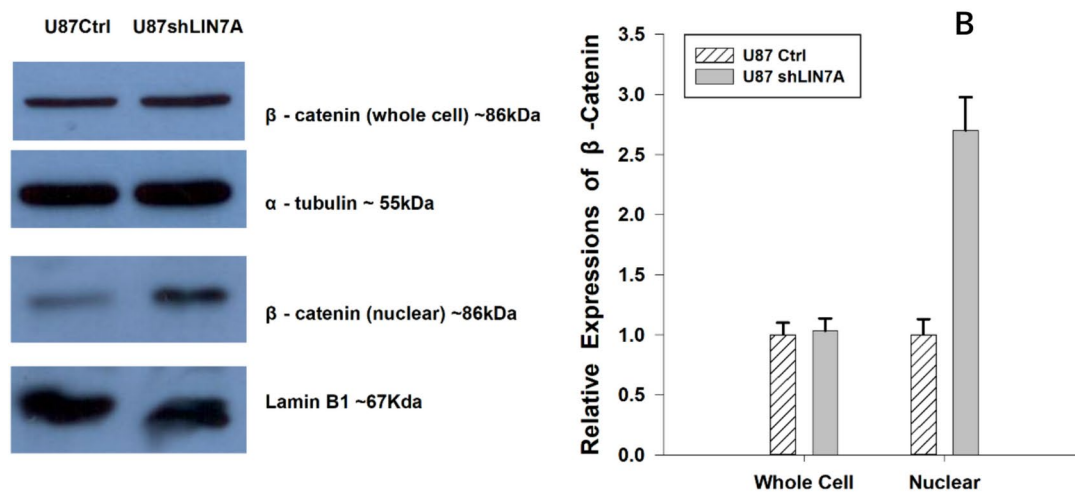 U87Ctrl U87shLIN7A
β - catenin (whole cell) ~86kDa
α - tubulin ~ 55kDa
β - catenin (nuclear) ~86kDa
Lamin B1 ~67Kda
B
Relative Expressions of β -Catenin
3.5
3.0
2.5
2.0
1.5
1.0
0.5
0.0
U87 Ctrl
U87 shLIN7A
Whole Cell Nuclear